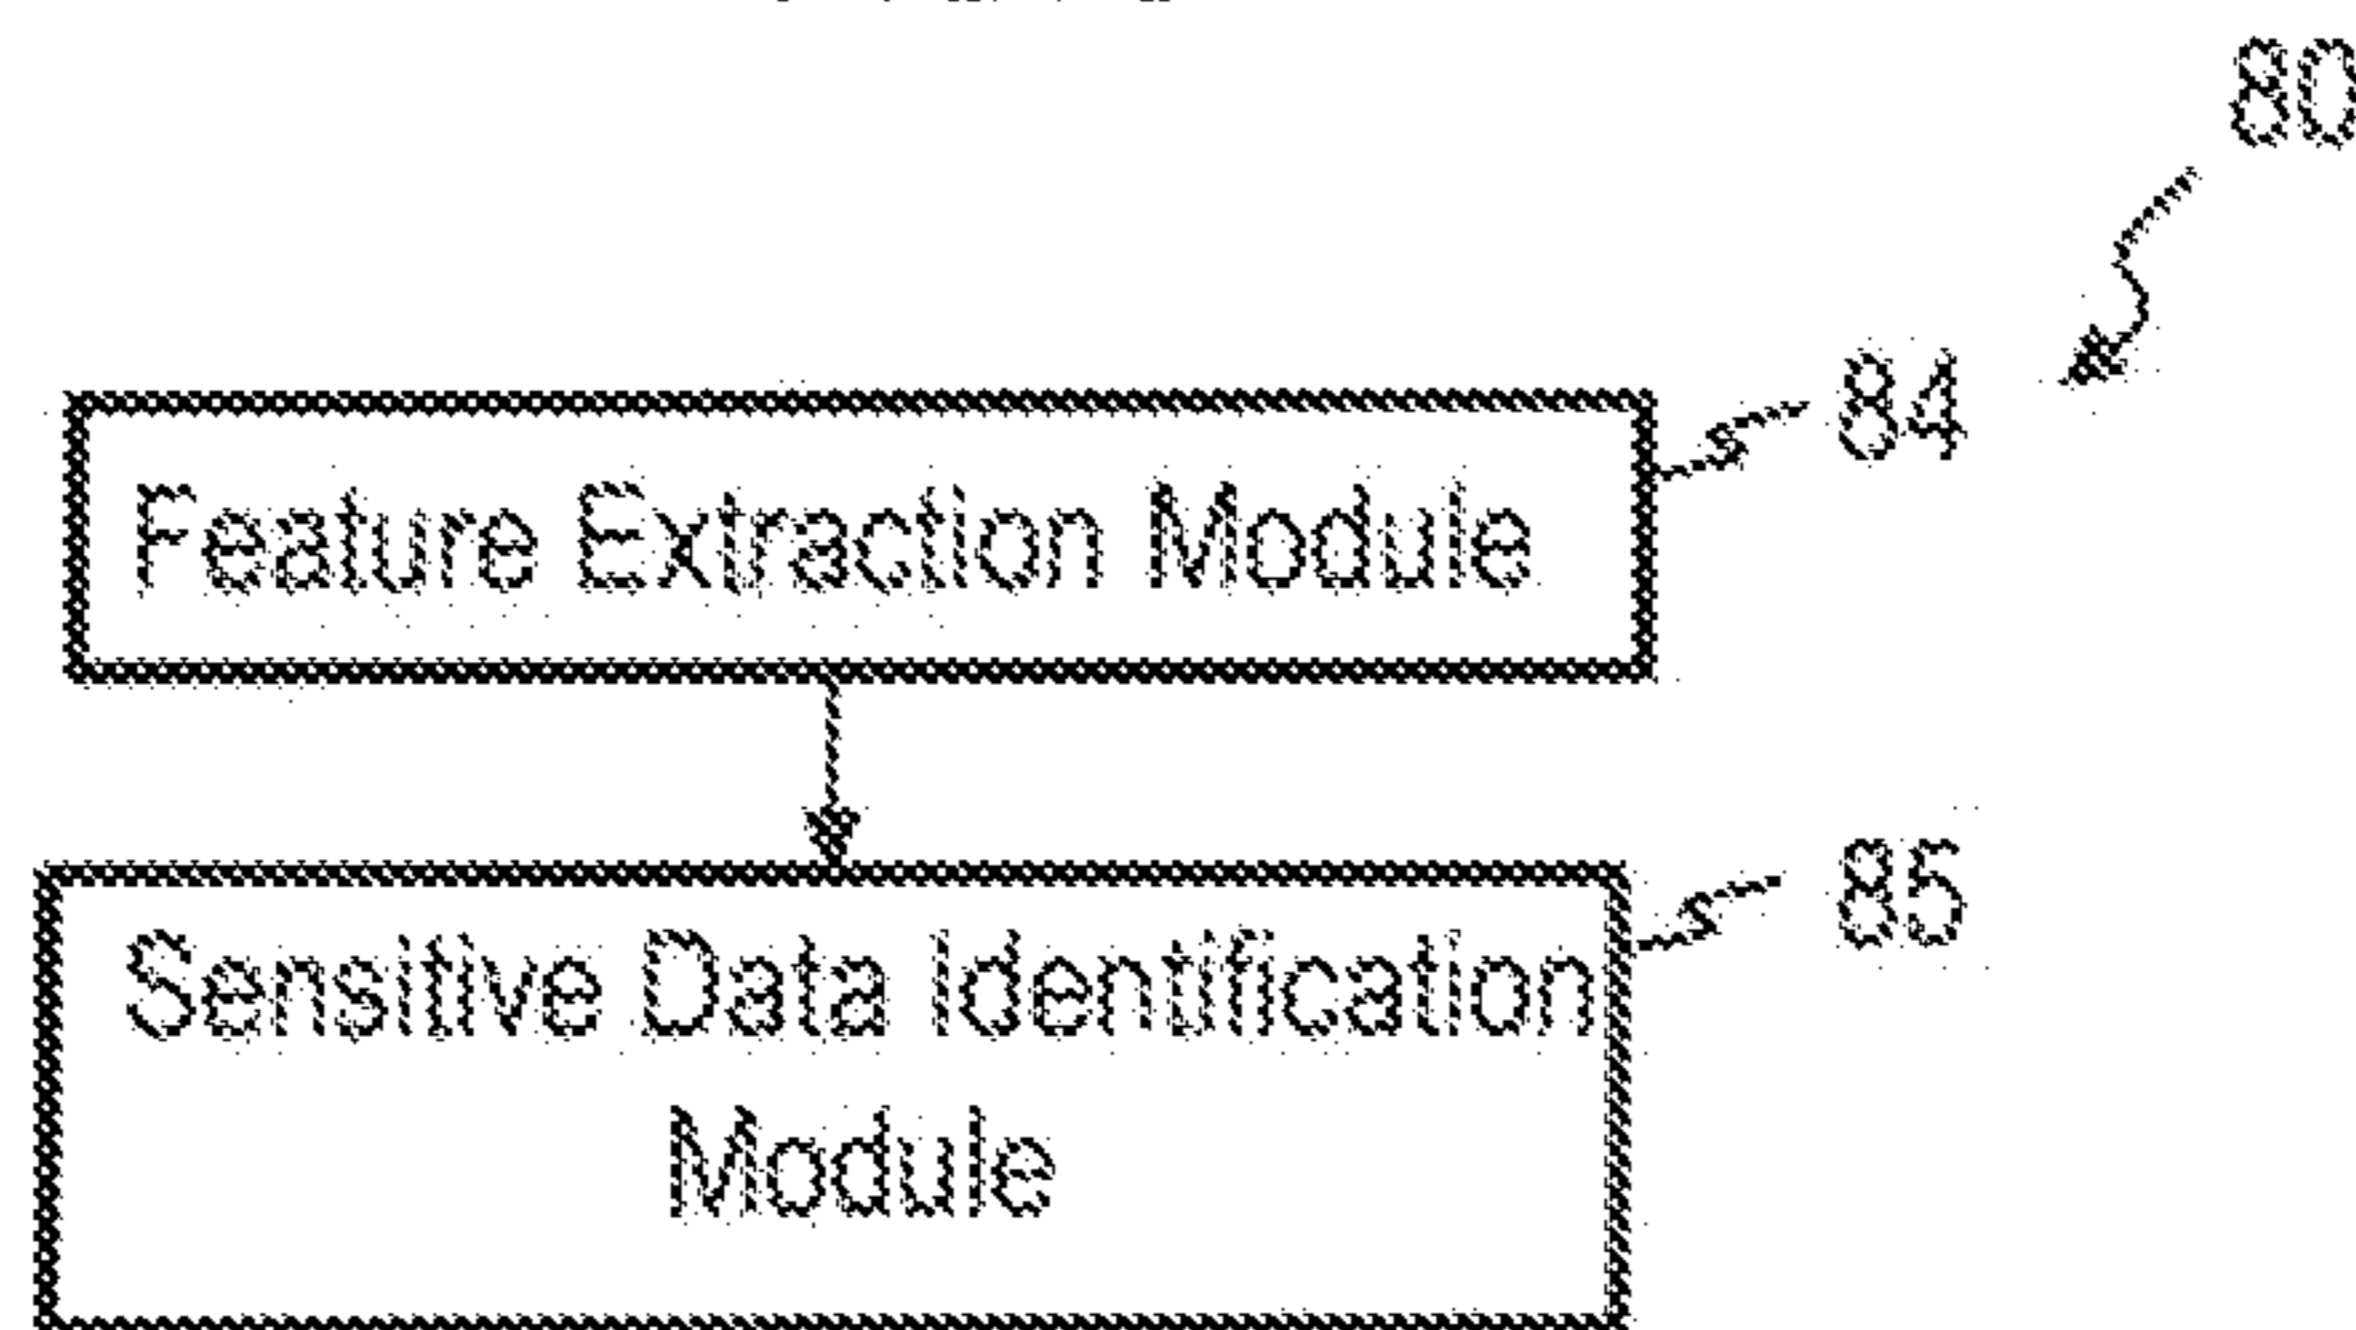 80
84
Feature Extraction Module
85
Sensitive Data Identification
Module